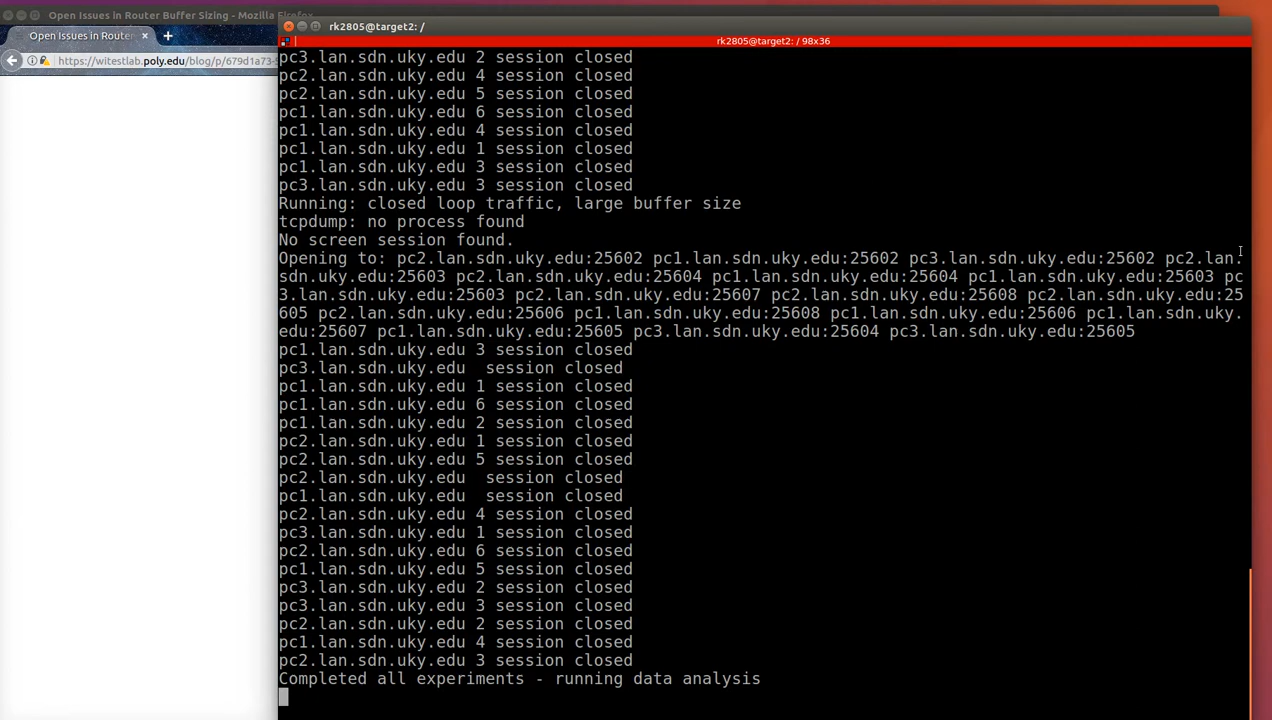 Open Issues in Router Buffer Sizing - Mozilla Firefox
Open Issues in Router
https://witestlab.poly.edu/blog/p/679d1a73-
rk2805@target2: /
rk2805@target2: / 98x36
pc3.lan.sdn.uky.edu 2 session closed
pc2.lan.sdn.uky.edu 4 session closed
pc2.lan.sdn.uky.edu 5 session closed
pc1.lan.sdn.uky.edu 6 session closed
pc1.lan.sdn.uky.edu 4 session closed
pc1.lan.sdn.uky.edu 1 session closed
pc1.lan.sdn.uky.edu 3 session closed
pc3.lan.sdn.uky.edu 3 session closed
Running: closed loop traffic, large buffer size
tcpdump: no process found
No screen session found.
Opening to: pc2.lan.sdn.uky.edu:25602 pc1.lan.sdn.uky.edu:25602 pc3.lan.sdn.uky.edu:25602 pc2.lan.
sdn.uky.edu:25603 pc2.lan.sdn.uky.edu:25604 pc1.lan.sdn.uky.edu:25604 pc1.lan.sdn.uky.edu:25603 pc
3.lan.sdn.uky.edu:25603 pc2.lan.sdn.uky.edu:25607 pc2.lan.sdn.uky.edu:25608 pc2.lan.sdn.uky.edu:25
605 pc2.lan.sdn.uky.edu:25606 pc1.lan.sdn.uky.edu:25608 pc1.lan.sdn.uky.edu:25606 pc1.lan.sdn.uky.
edu:25607 pc1.lan.sdn.uky.edu:25605 pc3.lan.sdn.uky.edu:25604 pc3.lan.sdn.uky.edu:25605
pc1.lan.sdn.uky.edu 3 session closed
pc3.lan.sdn.uky.edu  session closed
pc1.lan.sdn.uky.edu 1 session closed
pc1.lan.sdn.uky.edu 6 session closed
pc1.lan.sdn.uky.edu 2 session closed
pc2.lan.sdn.uky.edu 1 session closed
pc2.lan.sdn.uky.edu 5 session closed
pc2.lan.sdn.uky.edu  session closed
pc1.lan.sdn.uky.edu  session closed
pc2.lan.sdn.uky.edu 4 session closed
pc3.lan.sdn.uky.edu 1 session closed
pc2.lan.sdn.uky.edu 6 session closed
pc1.lan.sdn.uky.edu 5 session closed
pc3.lan.sdn.uky.edu 2 session closed
pc3.lan.sdn.uky.edu 3 session closed
pc2.lan.sdn.uky.edu 2 session closed
pc1.lan.sdn.uky.edu 4 session closed
pc2.lan.sdn.uky.edu 3 session closed
Completed all experiments - running data analysis